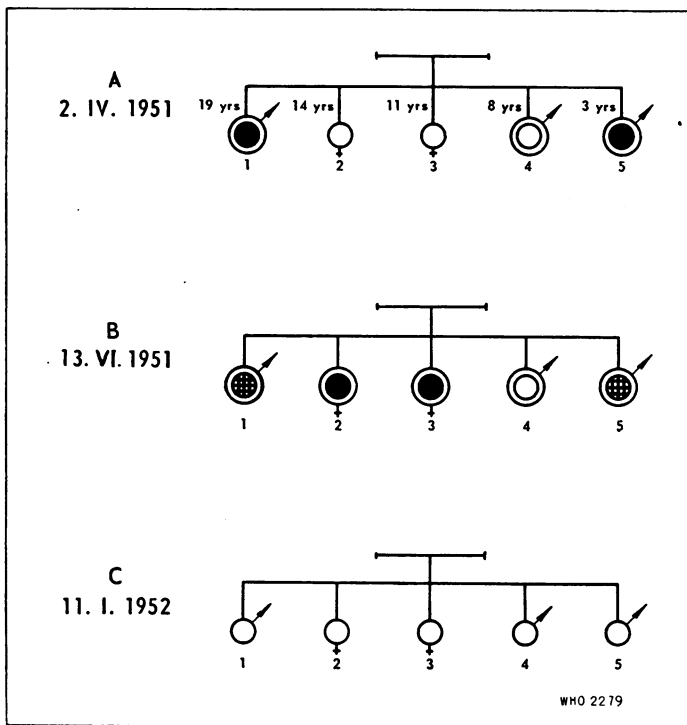 A
2. IV. 1951
19 yrs 14 yrs 11 yrs 8 yrs 3 yrs
1 2 3 4 5
B
13. VI. 1951
1 2 3 4 5
C
11. I. 1952
1 2 3 4 5
WHO 2279